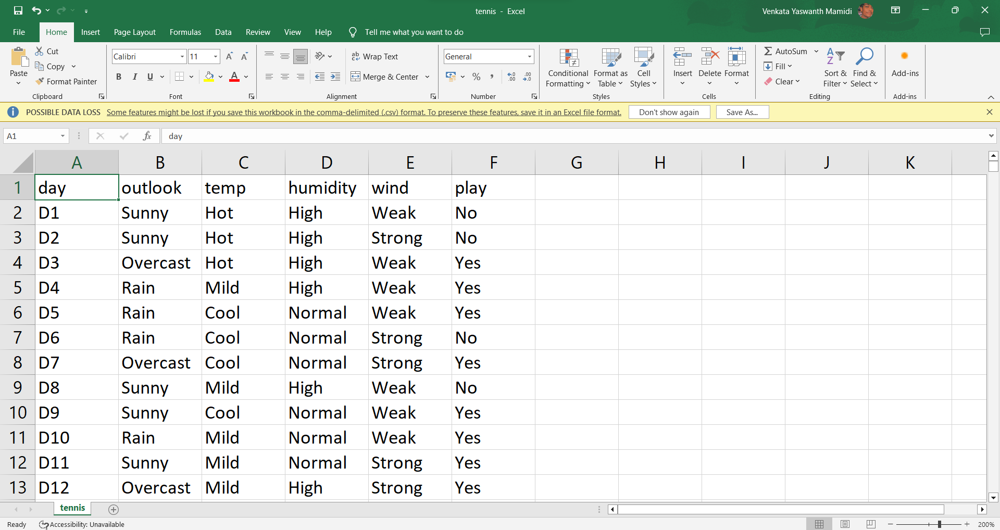 tennis - Excel
Venkata Yaswanth Mamidi
File Home Insert Page Layout Formulas Data Review View Help Tell me what you want to do
Paste
Cut
Copy
Format Painter
Clipboard
Calibri 11
B I U A
Font
ab Wrap Text
Merge & Center
Alignment
General
% ,
Number
Conditional Formatting
Format as Table
Cell Styles
Styles
Insert Delete Format
Cells
AutoSum
Fill
Clear
Sort & Filter
Find & Select
Editing
Add-ins
Add-ins
POSSIBLE DATA LOSS Some features might be lost if you save this workbook in the comma-delimited (.csv) format. To preserve these features, save it in an Excel file format. Don't show again Save As...
A1 fx day
A B C D E F G H I J K
1 day outlook temp humidity wind play
2 D1 Sunny Hot High Weak No
3 D2 Sunny Hot High Strong No
4 D3 Overcast Hot High Weak Yes
5 D4 Rain Mild High Weak Yes
6 D5 Rain Cool Normal Weak Yes
7 D6 Rain Cool Normal Strong No
8 D7 Overcast Cool Normal Strong Yes
9 D8 Sunny Mild High Weak No
10 D9 Sunny Cool Normal Weak Yes
11 D10 Rain Mild Normal Weak Yes
12 D11 Sunny Mild Normal Strong Yes
13 D12 Overcast Mild High Strong Yes
tennis
Ready Accessibility: Unavailable 200%